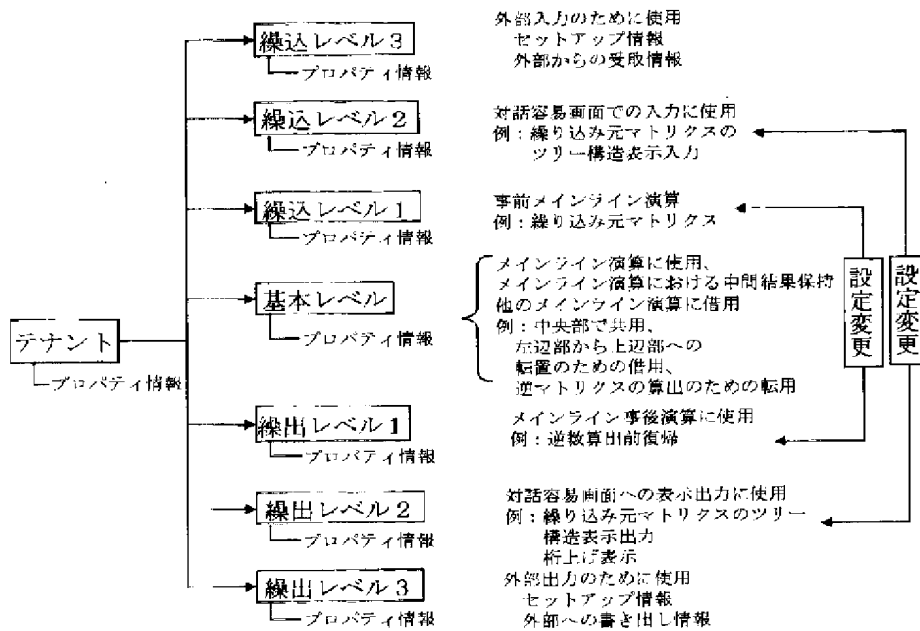 繰込レベル3
プロパティ情報
外部入力のために使用
セットアップ情報
外部からの受取情報
繰込レベル2
プロパティ情報
対話容易画面での入力に使用
例：繰り込み元マトリクスの
ツリー構造表示入力
繰込レベル1
プロパティ情報
事前メインライン演算
例：繰り込み元マトリクス
基本レベル
プロパティ情報
メインライン演算に使用、
メインライン演算における中間結果保持
他のメインライン演算に借用
例：中央部で共用、
左辺部から上辺部への
転置のための借用、
逆マトリクスの算出のための転用
設定変更
設定変更
テナント
プロパティ情報
繰出レベル1
プロパティ情報
メインライン事後演算に使用
例：逆数算出前復帰
繰出レベル2
プロパティ情報
対話容易画面への表示出力に使用
例：繰り込み元マトリクスのツリー
構造表示出力
桁上げ表示
繰出レベル3
プロパティ情報
外部出力のために使用
セットアップ情報
外部への書き出し情報